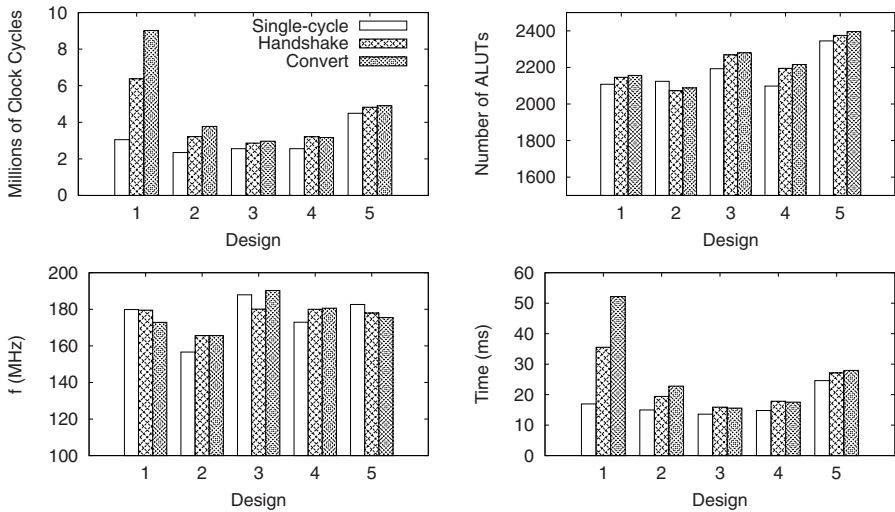 Millions of Clock Cycles
10
8
6
4
2
0
Single-cycle
Handshake
Convert
1 2 3 4 5
Design
Number of ALUTs
2400
2200
2000
1800
1600
1 2 3 4 5
Design
f (MHz)
200
180
160
140
120
100
1 2 3 4 5
Design
Time (ms)
60
50
40
30
20
10
0
1 2 3 4 5
Design